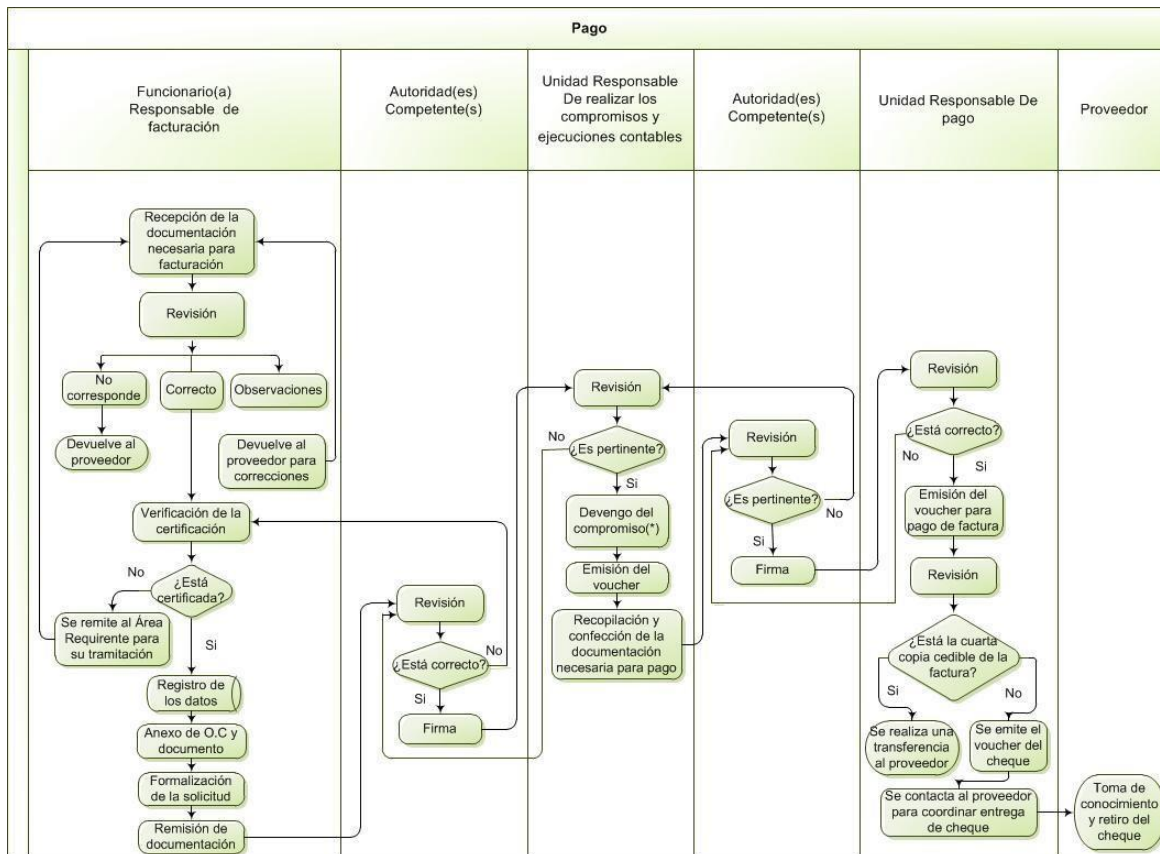 Pago
Funcionario(a)
Responsable de
facturación
Autoridad(es)
Competente(s)
Unidad Responsable
De realizar los
compromisos y
ejecuciones contables
Autoridad(es)
Competente(s)
Unidad Responsable De
pago
Proveedor
Recepción de la
documentación
necesaria para
facturación
Revisión
No
corresponde
Correcto
Observaciones
Devuelve al
proveedor
Devuelve al
proveedor para
correcciones
Verificación de la
certificación
No
¿Está
certificada?
Se remite al Área
Requirente para
su tramitación
Si
Registro de
los datos
Anexo de O.C y
documento
Formalización
de la solicitud
Remisión de
documentación
Revisión
¿Está correcto?
No
Si
Firma
Revisión
No
¿Es pertinente?
Si
Devengo del
compromiso(*)
Emisión del
voucher
Recopilación y
confección de la
documentación
necesaria para pago
Revisión
¿Es pertinente?
No
Si
Firma
Revisión
¿Está correcto?
No
Si
Emisión del
voucher para
pago de factura
Revisión
¿Está la cuarta
copia cedible de la
factura?
Si
No
Se realiza una
transferencia
al proveedor
Se emite el
voucher del
cheque
Se contacta al proveedor
para coordinar entrega
de cheque
Toma de
conocimiento
y retiro del
cheque